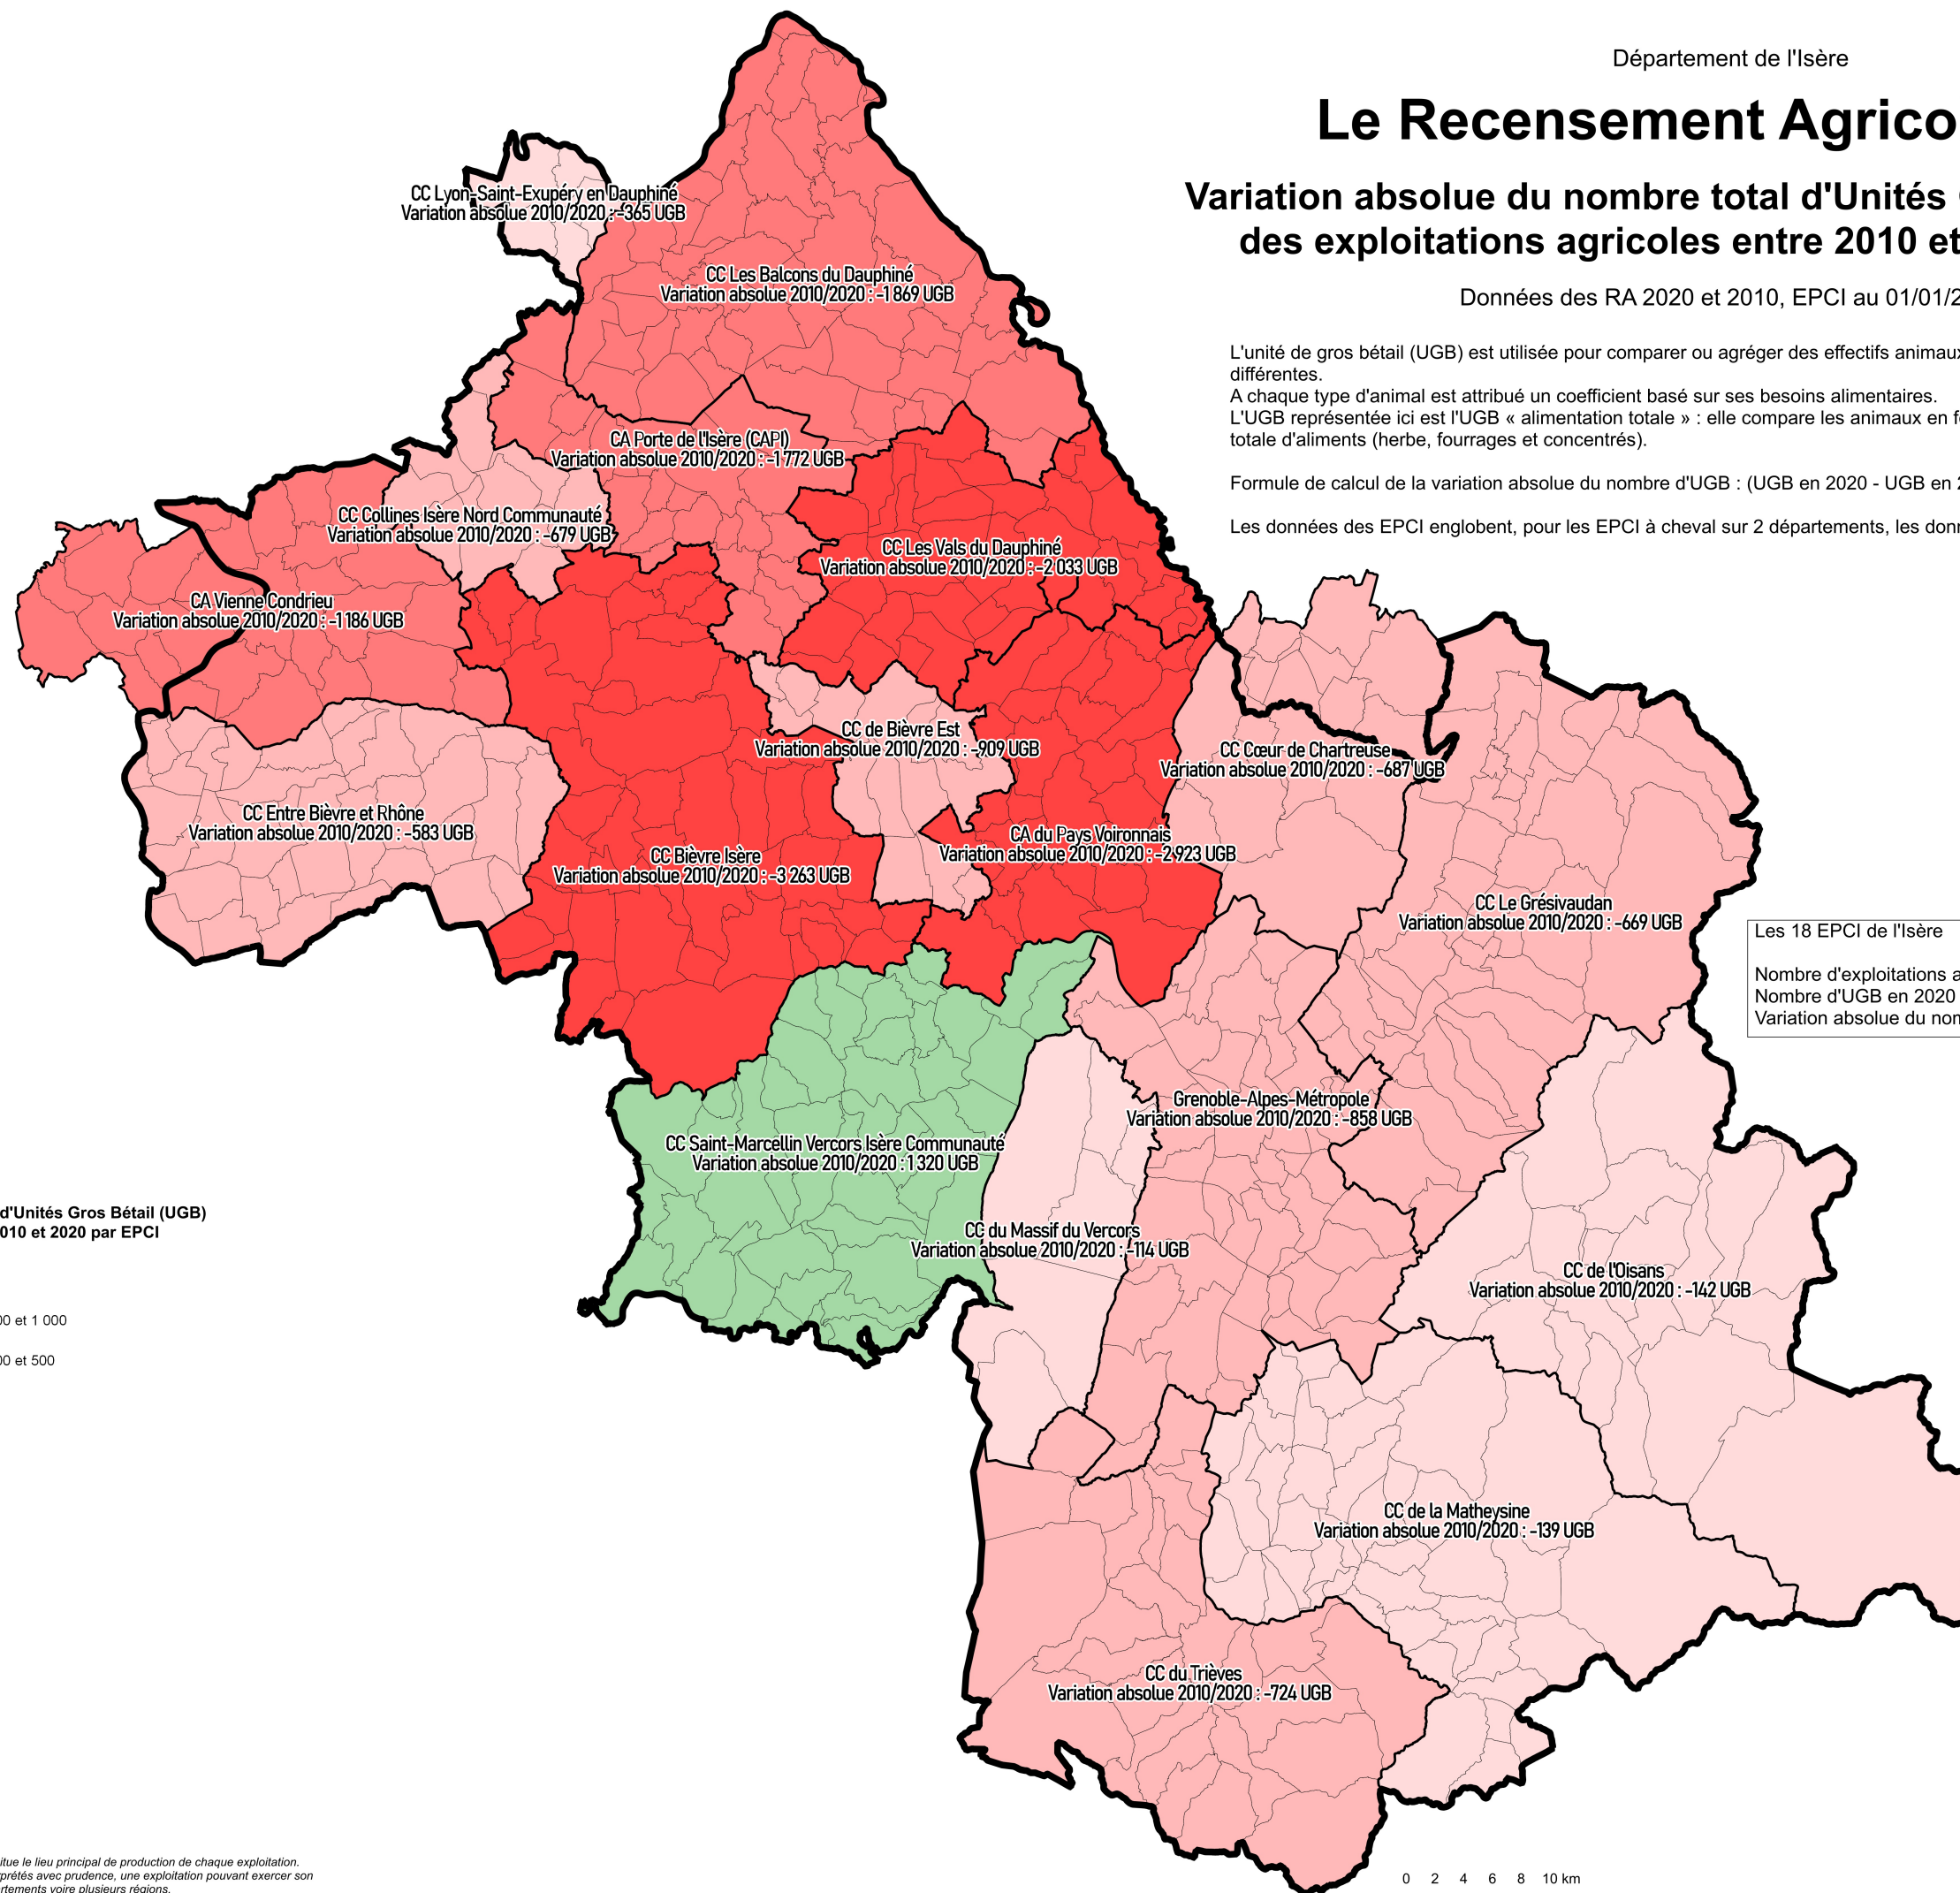 Département de l'Isère
Le Recensement Agrico
Variation absolue du nombre total d'Unités
des exploitations agricoles entre 2010 et
Données des RA 2020 et 2010, EPCI au 01/01/2
L'unité de gros bétail (UGB) est utilisée pour comparer ou agréger des effectifs animaux
différentes.
A chaque type d'animal est attribué un coefficient basé sur ses besoins alimentaires.
L'UGB représentée ici est l'UGB « alimentation totale » : elle compare les animaux en f
totale d'aliments (herbe, fourrages et concentrés).
Formule de calcul de la variation absolue du nombre d'UGB : (UGB en 2020 - UGB en 2
Les données des EPCI englobent, pour les EPCI à cheval sur 2 départements, les donn
CC Lyon-Saint-Exupéry en Dauphiné
Variation absolue 2010/2020 : -365 UGB
CC Les Balcons du Dauphiné
Variation absolue 2010/2020 : -1 869 UGB
CA Porte de l'Isère (CAPI)
Variation absolue 2010/2020 : -1 772 UGB
CC Collines Isère Nord Communauté
Variation absolue 2010/2020 : -679 UGB
CC Les Vals du Dauphiné
Variation absolue 2010/2020 : -2 033 UGB
CA Vienne Condrieu
Variation absolue 2010/2020 : -1 186 UGB
CC de Bièvre Est
Variation absolue 2010/2020 : -909 UGB
CC Cœur de Chartreuse
Variation absolue 2010/2020 : -687 UGB
CC Entre Bièvre et Rhône
Variation absolue 2010/2020 : -583 UGB
CA du Pays Voironnais
Variation absolue 2010/2020 : -2 923 UGB
CC Bièvre Isère
Variation absolue 2010/2020 : -3 263 UGB
CC Le Grésivaudan
Variation absolue 2010/2020 : -669 UGB
Les 18 EPCI de l'Isère
Nombre d'exploitations a
Nombre d'UGB en 2020
Variation absolue du nom
Grenoble-Alpes-Métropole
Variation absolue 2010/2020 : -858 UGB
CC Saint-Marcellin Vercors Isère Communauté
Variation absolue 2010/2020 : 1 320 UGB
d'Unités Gros Bétail (UGB)
010 et 2020 par EPCI
CC du Massif du Vercors
Variation absolue 2010/2020 : -114 UGB
CC de l'Oisans
Variation absolue 2010/2020 : -142 UGB
00 et 1 000
00 et 500
CC de la Matheysine
Variation absolue 2010/2020 : -139 UGB
CC du Trièves
Variation absolue 2010/2020 : -724 UGB
itue le lieu principal de production de chaque exploitation.
rprétés avec prudence, une exploitation pouvant exercer son
rtements voire plusieurs régions.
0 2 4 6 8 10 km